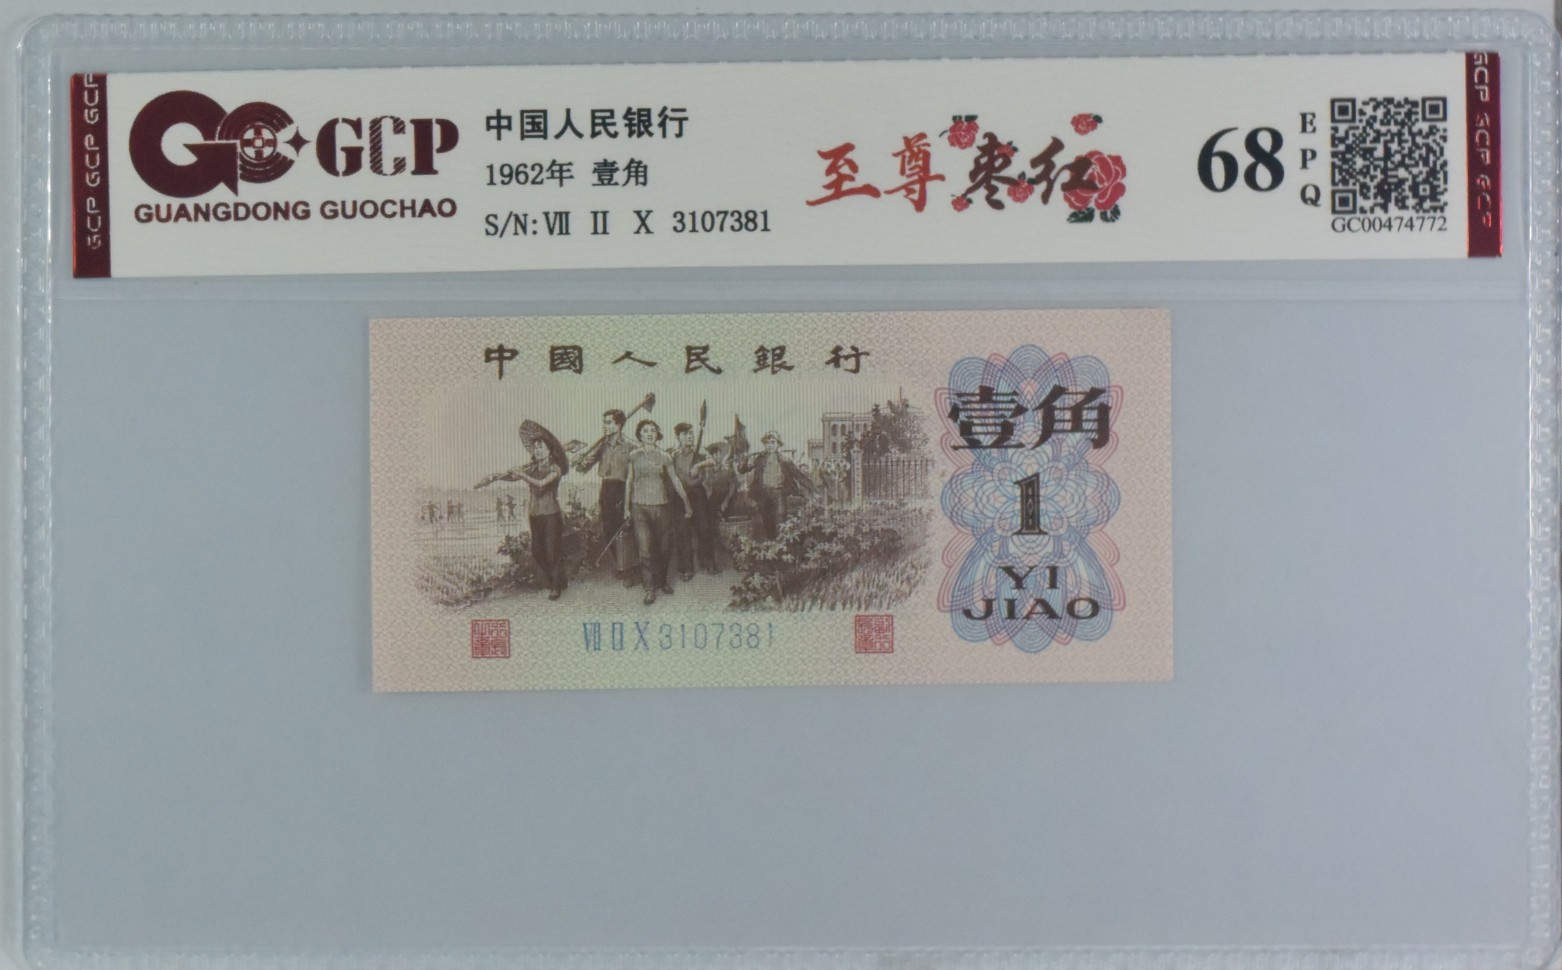 GCP
GUANGDONG GUOCHAO
中国人民银行
1962年 壹角
S/N: Ⅶ Ⅱ X 3107381
至尊枣红
68
EPQ
GC00474772
GCP GCP GCP
GCP GCP GCP
中國人民銀行
壹角
1
YI
JIAO
Ⅶ Ⅱ X 3107381